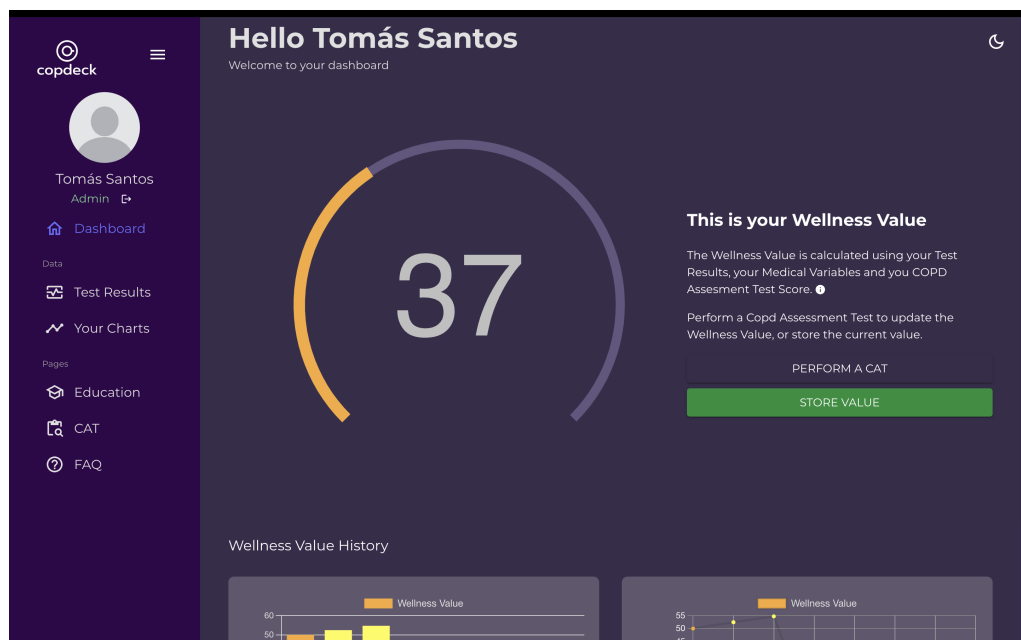 copdeck
Tomás Santos
Admin
Dashboard
Data
Test Results
Your Charts
Pages
Education
CAT
FAQ
Hello Tomás Santos
Welcome to your dashboard
37
This is your Wellness Value
The Wellness Value is calculated using your Test
Results, your Medical Variables and you COPD
Assesment Test Score.
Perform a Copd Assessment Test to update the
Wellness Value, or store the current value.
PERFORM A CAT
STORE VALUE
Wellness Value History
Wellness Value
60
50
Wellness Value
55
50
45